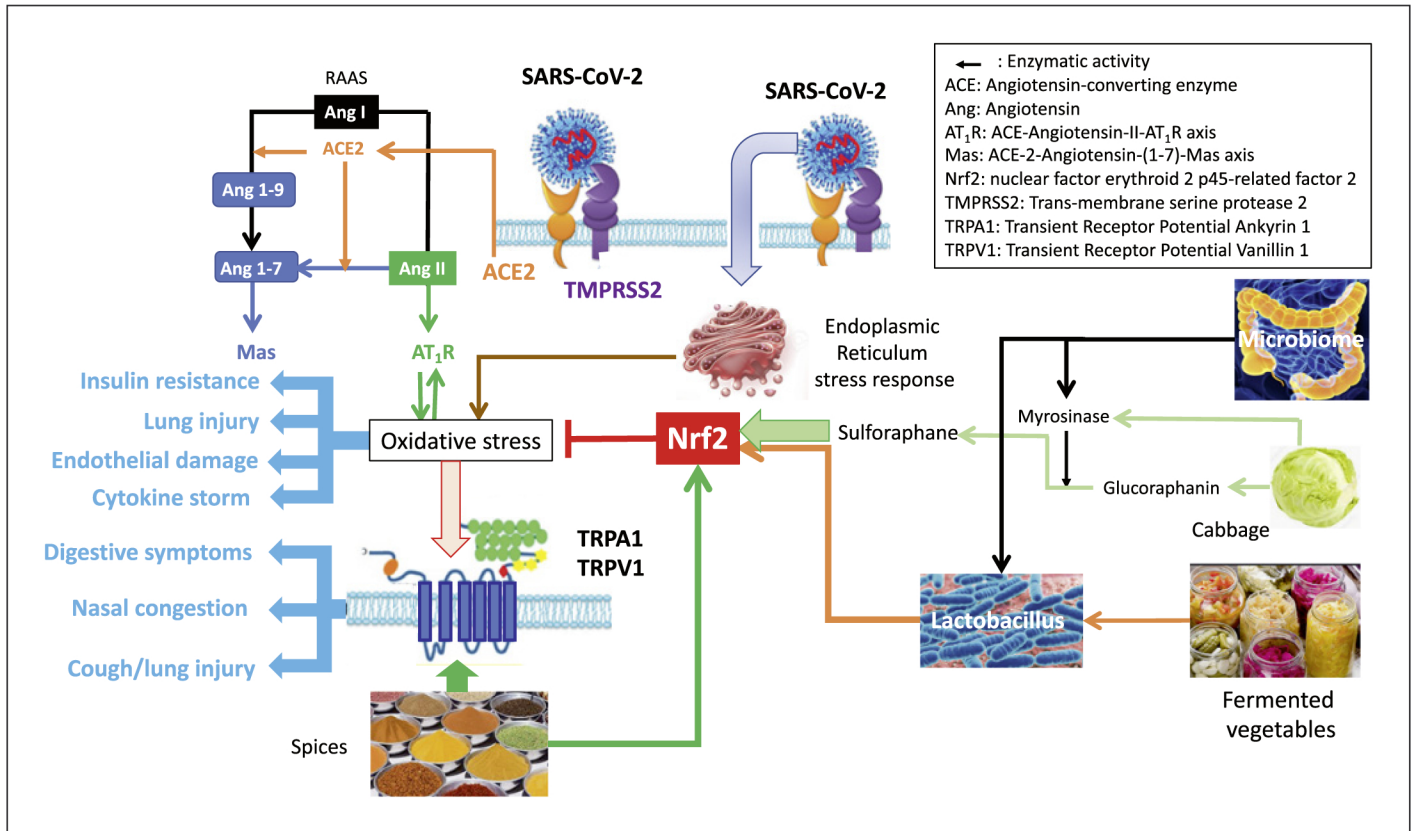 RAAS
Ang I
ACE2
Ang 1-9
Ang 1-7
Ang II
ACE2
Mas
AT1R
SARS-CoV-2
TMPRSS2
SARS-CoV-2
← : Enzymatic activity
ACE: Angiotensin-converting enzyme
Ang: Angiotensin
AT1R: ACE-Angiotensin-II-AT1R axis
Mas: ACE-2-Angiotensin-(1-7)-Mas axis
Nrf2: nuclear factor erythroid 2 p45-related factor 2
TMPRSS2: Trans-membrane serine protease 2
TRPA1: Transient Receptor Potential Ankyrin 1
TRPV1: Transient Receptor Potential Vanillin 1
Endoplasmic
Reticulum
stress response
Microbiome
Insulin resistance
Lung injury
Endothelial damage
Cytokine storm
Oxidative stress
Nrf2
Sulforaphane
Myrosinase
Glucoraphanin
Cabbage
Digestive symptoms
Nasal congestion
Cough/lung injury
TRPA1
TRPV1
Lactobacillus
Fermented
vegetables
Spices